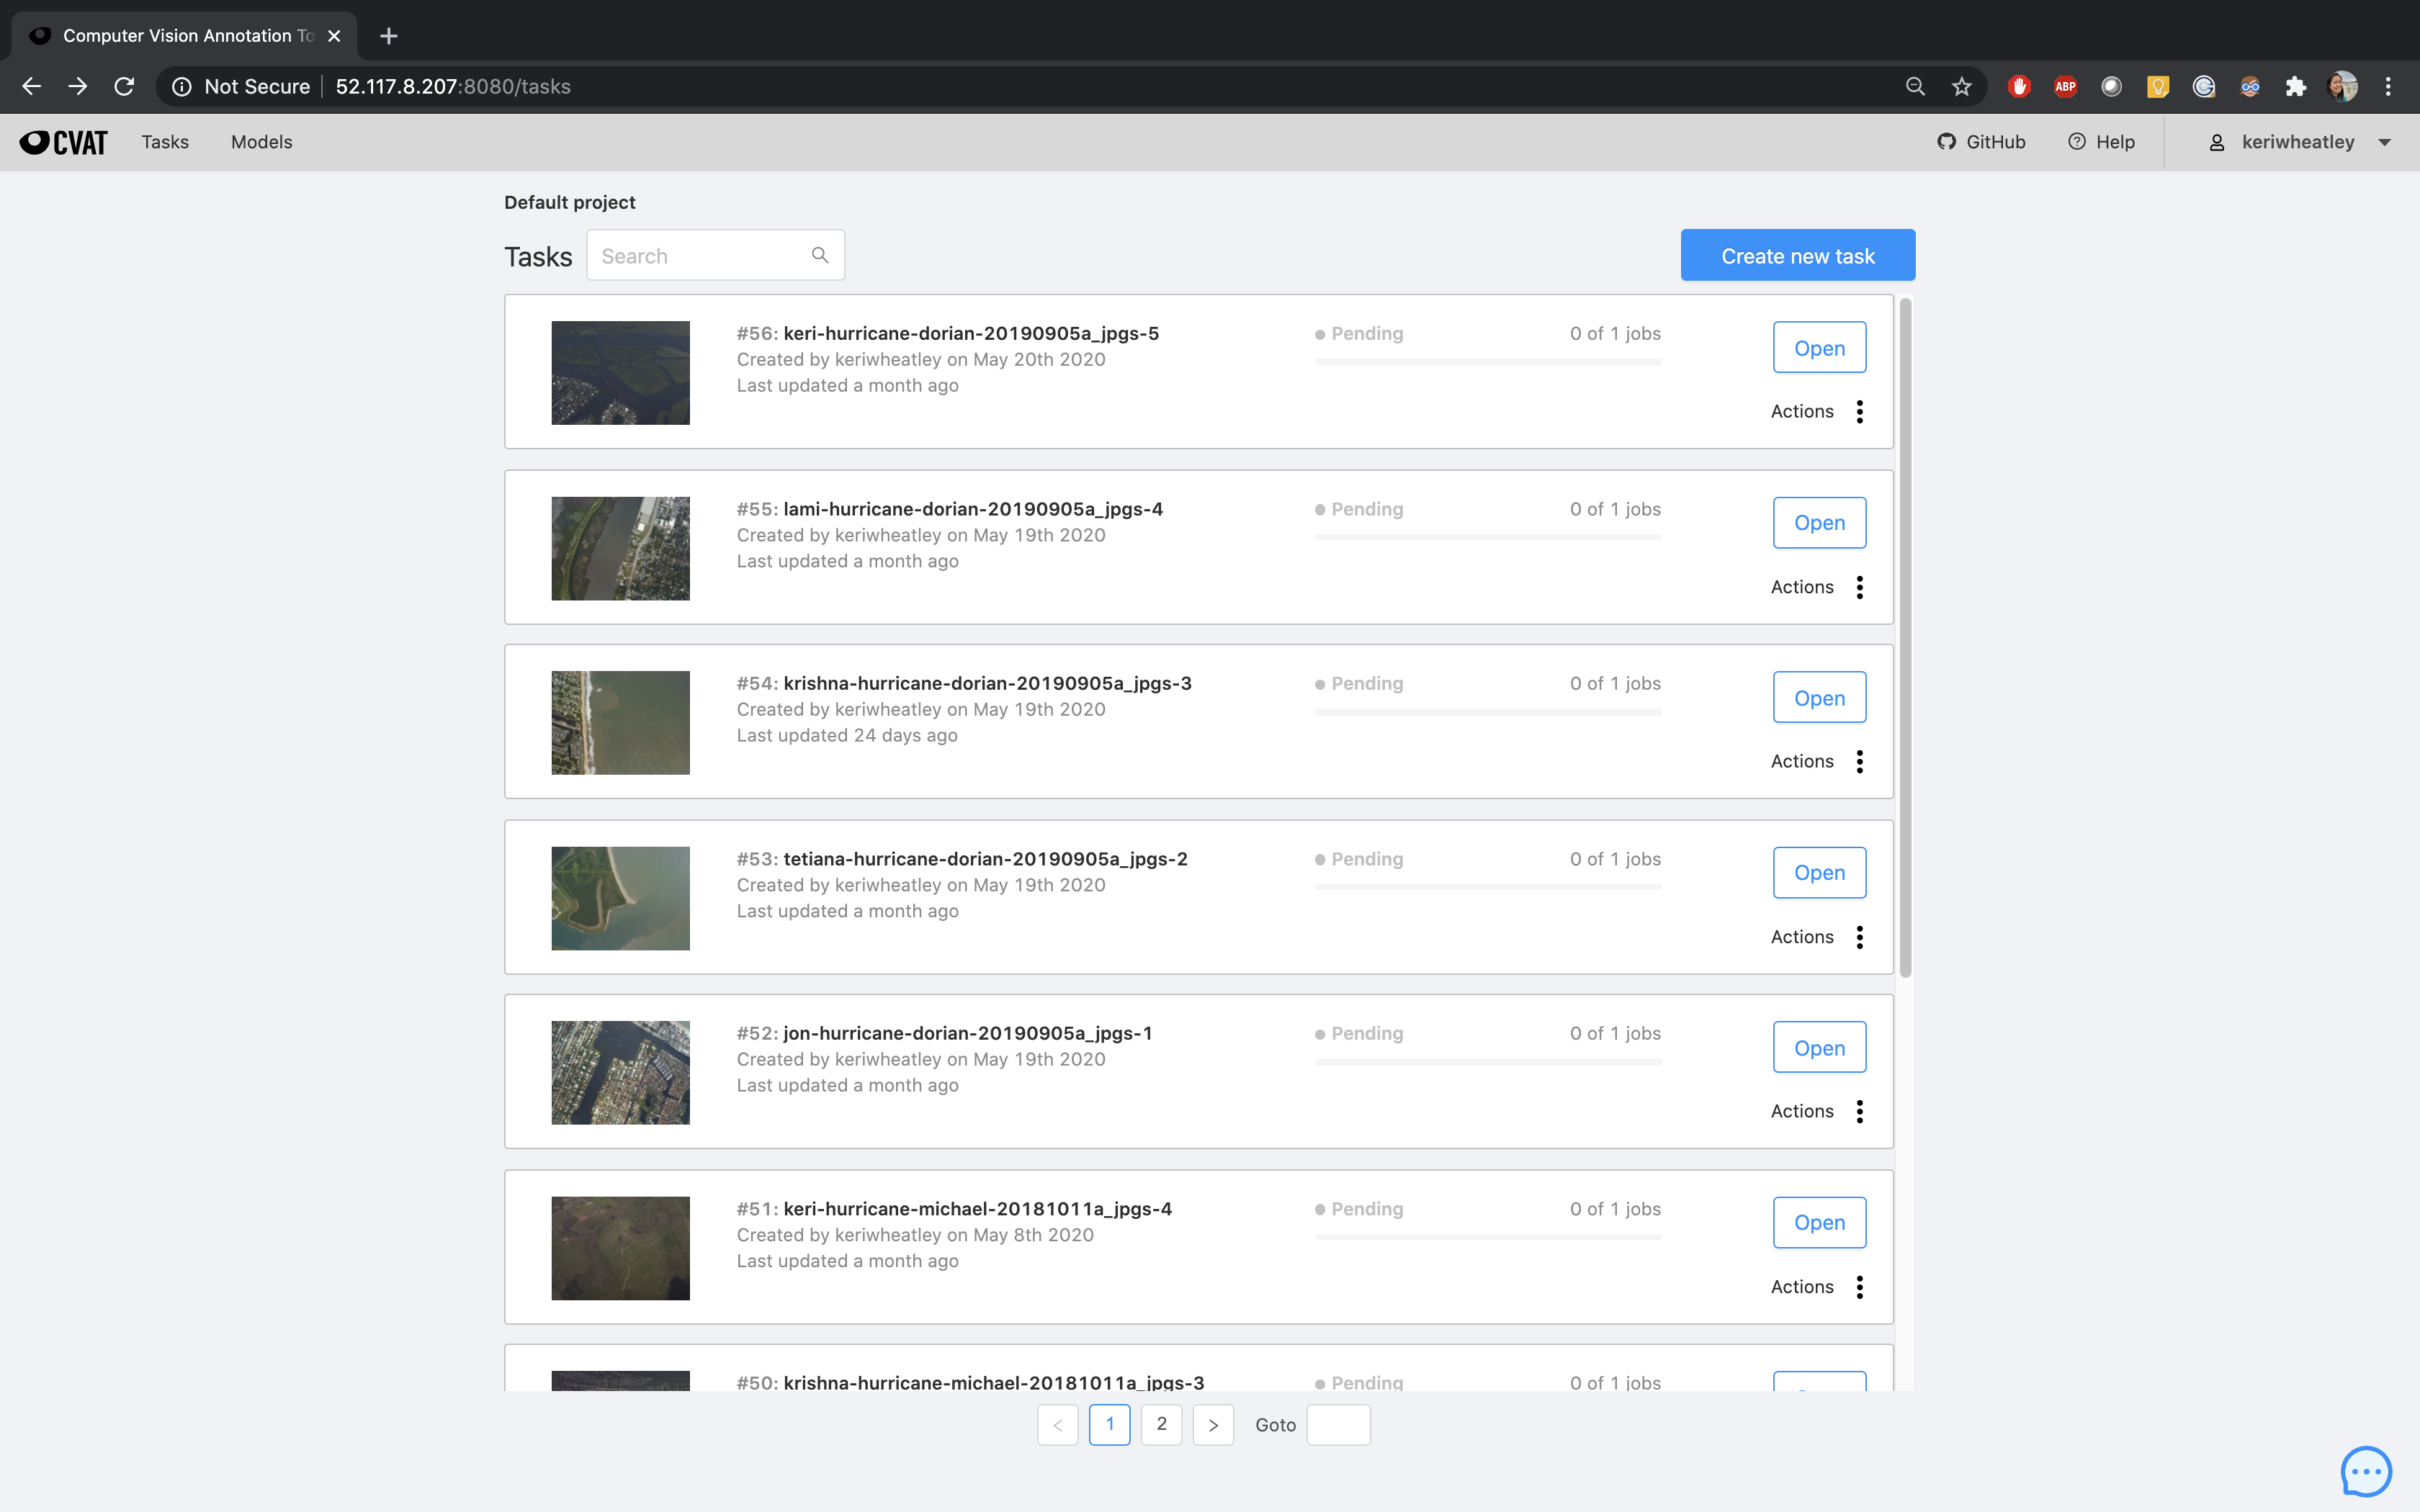 Computer Vision Annotation To
Not Secure | 52.117.8.207:8080/tasks
ABP
CVAT Tasks Models GitHub Help keriwheatley
Default project
Tasks Search Create new task
#56: keri-hurricane-dorian-20190905a_jpgs-5 Pending 0 of 1 jobs Open
Created by keriwheatley on May 20th 2020
Last updated a month ago
Actions
#55: lami-hurricane-dorian-20190905a_jpgs-4 Pending 0 of 1 jobs Open
Created by keriwheatley on May 19th 2020
Last updated a month ago
Actions
#54: krishna-hurricane-dorian-20190905a_jpgs-3 Pending 0 of 1 jobs Open
Created by keriwheatley on May 19th 2020
Last updated 24 days ago
Actions
#53: tetiana-hurricane-dorian-20190905a_jpgs-2 Pending 0 of 1 jobs Open
Created by keriwheatley on May 19th 2020
Last updated a month ago
Actions
#52: jon-hurricane-dorian-20190905a_jpgs-1 Pending 0 of 1 jobs Open
Created by keriwheatley on May 19th 2020
Last updated a month ago
Actions
#51: keri-hurricane-michael-20181011a_jpgs-4 Pending 0 of 1 jobs Open
Created by keriwheatley on May 8th 2020
Last updated a month ago
Actions
#50: krishna-hurricane-michael-20181011a_jpgs-3 Pending 0 of 1 jobs
< 1 2 > Goto